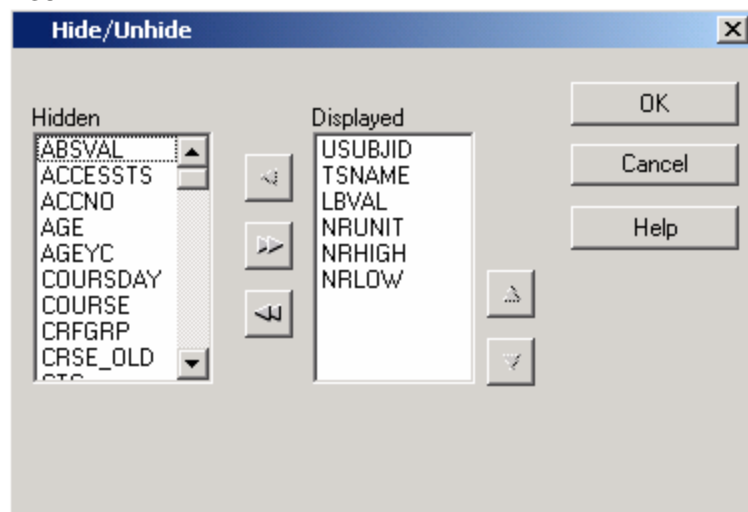 Hide/Unhide
Hidden
ABSVAL
ACCESSTS
ACCNO
AGE
AGEYC
COURSDAY
COURSE
CRFGRP
CRSE_OLD
Displayed
USUBJID
TSNAME
LBVAL
NRUNIT
NRHIGH
NRLOW
OK
Cancel
Help